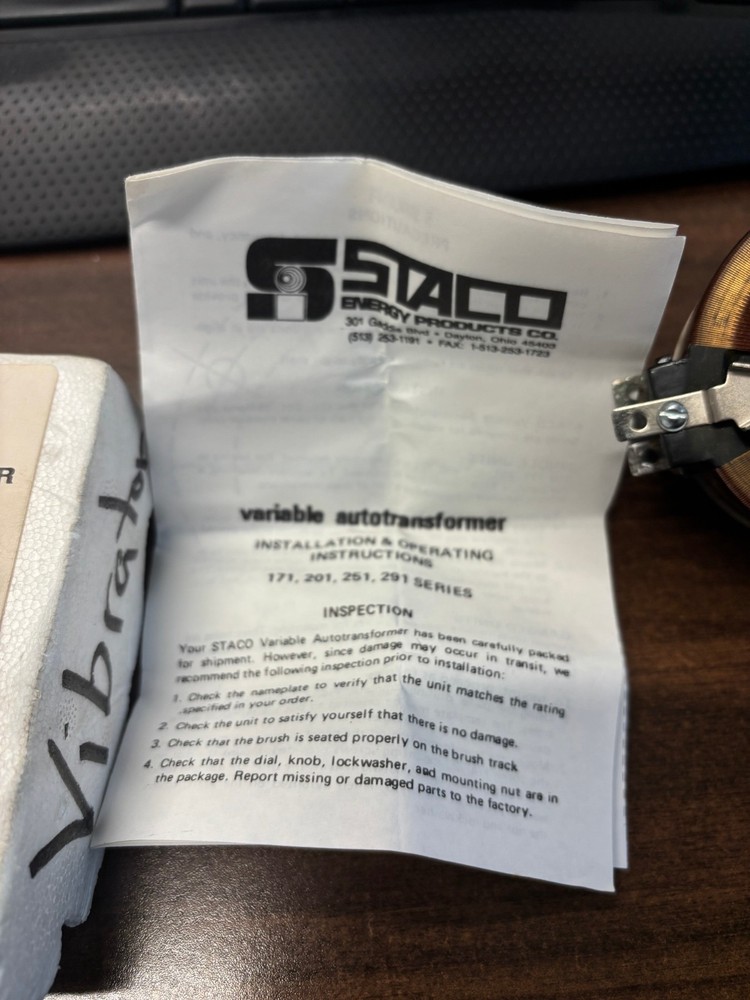 STACO
ENERGY PRODUCTS CO.
301 Gaddis Blvd • Dayton, Ohio 45403
(513) 253-1191 • FAX: 1-513-253-1723
variable autotransformer
INSTALLATION & OPERATING
INSTRUCTIONS
171, 201, 251, 291 SERIES
INSPECTION
Your STACO Variable Autotransformer has been carefully packed
for shipment. However, since damage may occur in transit, we
recommend the following inspection prior to installation:
1. Check the nameplate to verify that the unit matches the rating
specified in your order.
2. Check the unit to satisfy yourself that there is no damage.
3. Check that the brush is seated properly on the brush track
4. Check that the dial, knob, lockwasher, and mounting nut are in
the package. Report missing or damaged parts to the factory.
Vibrator
R